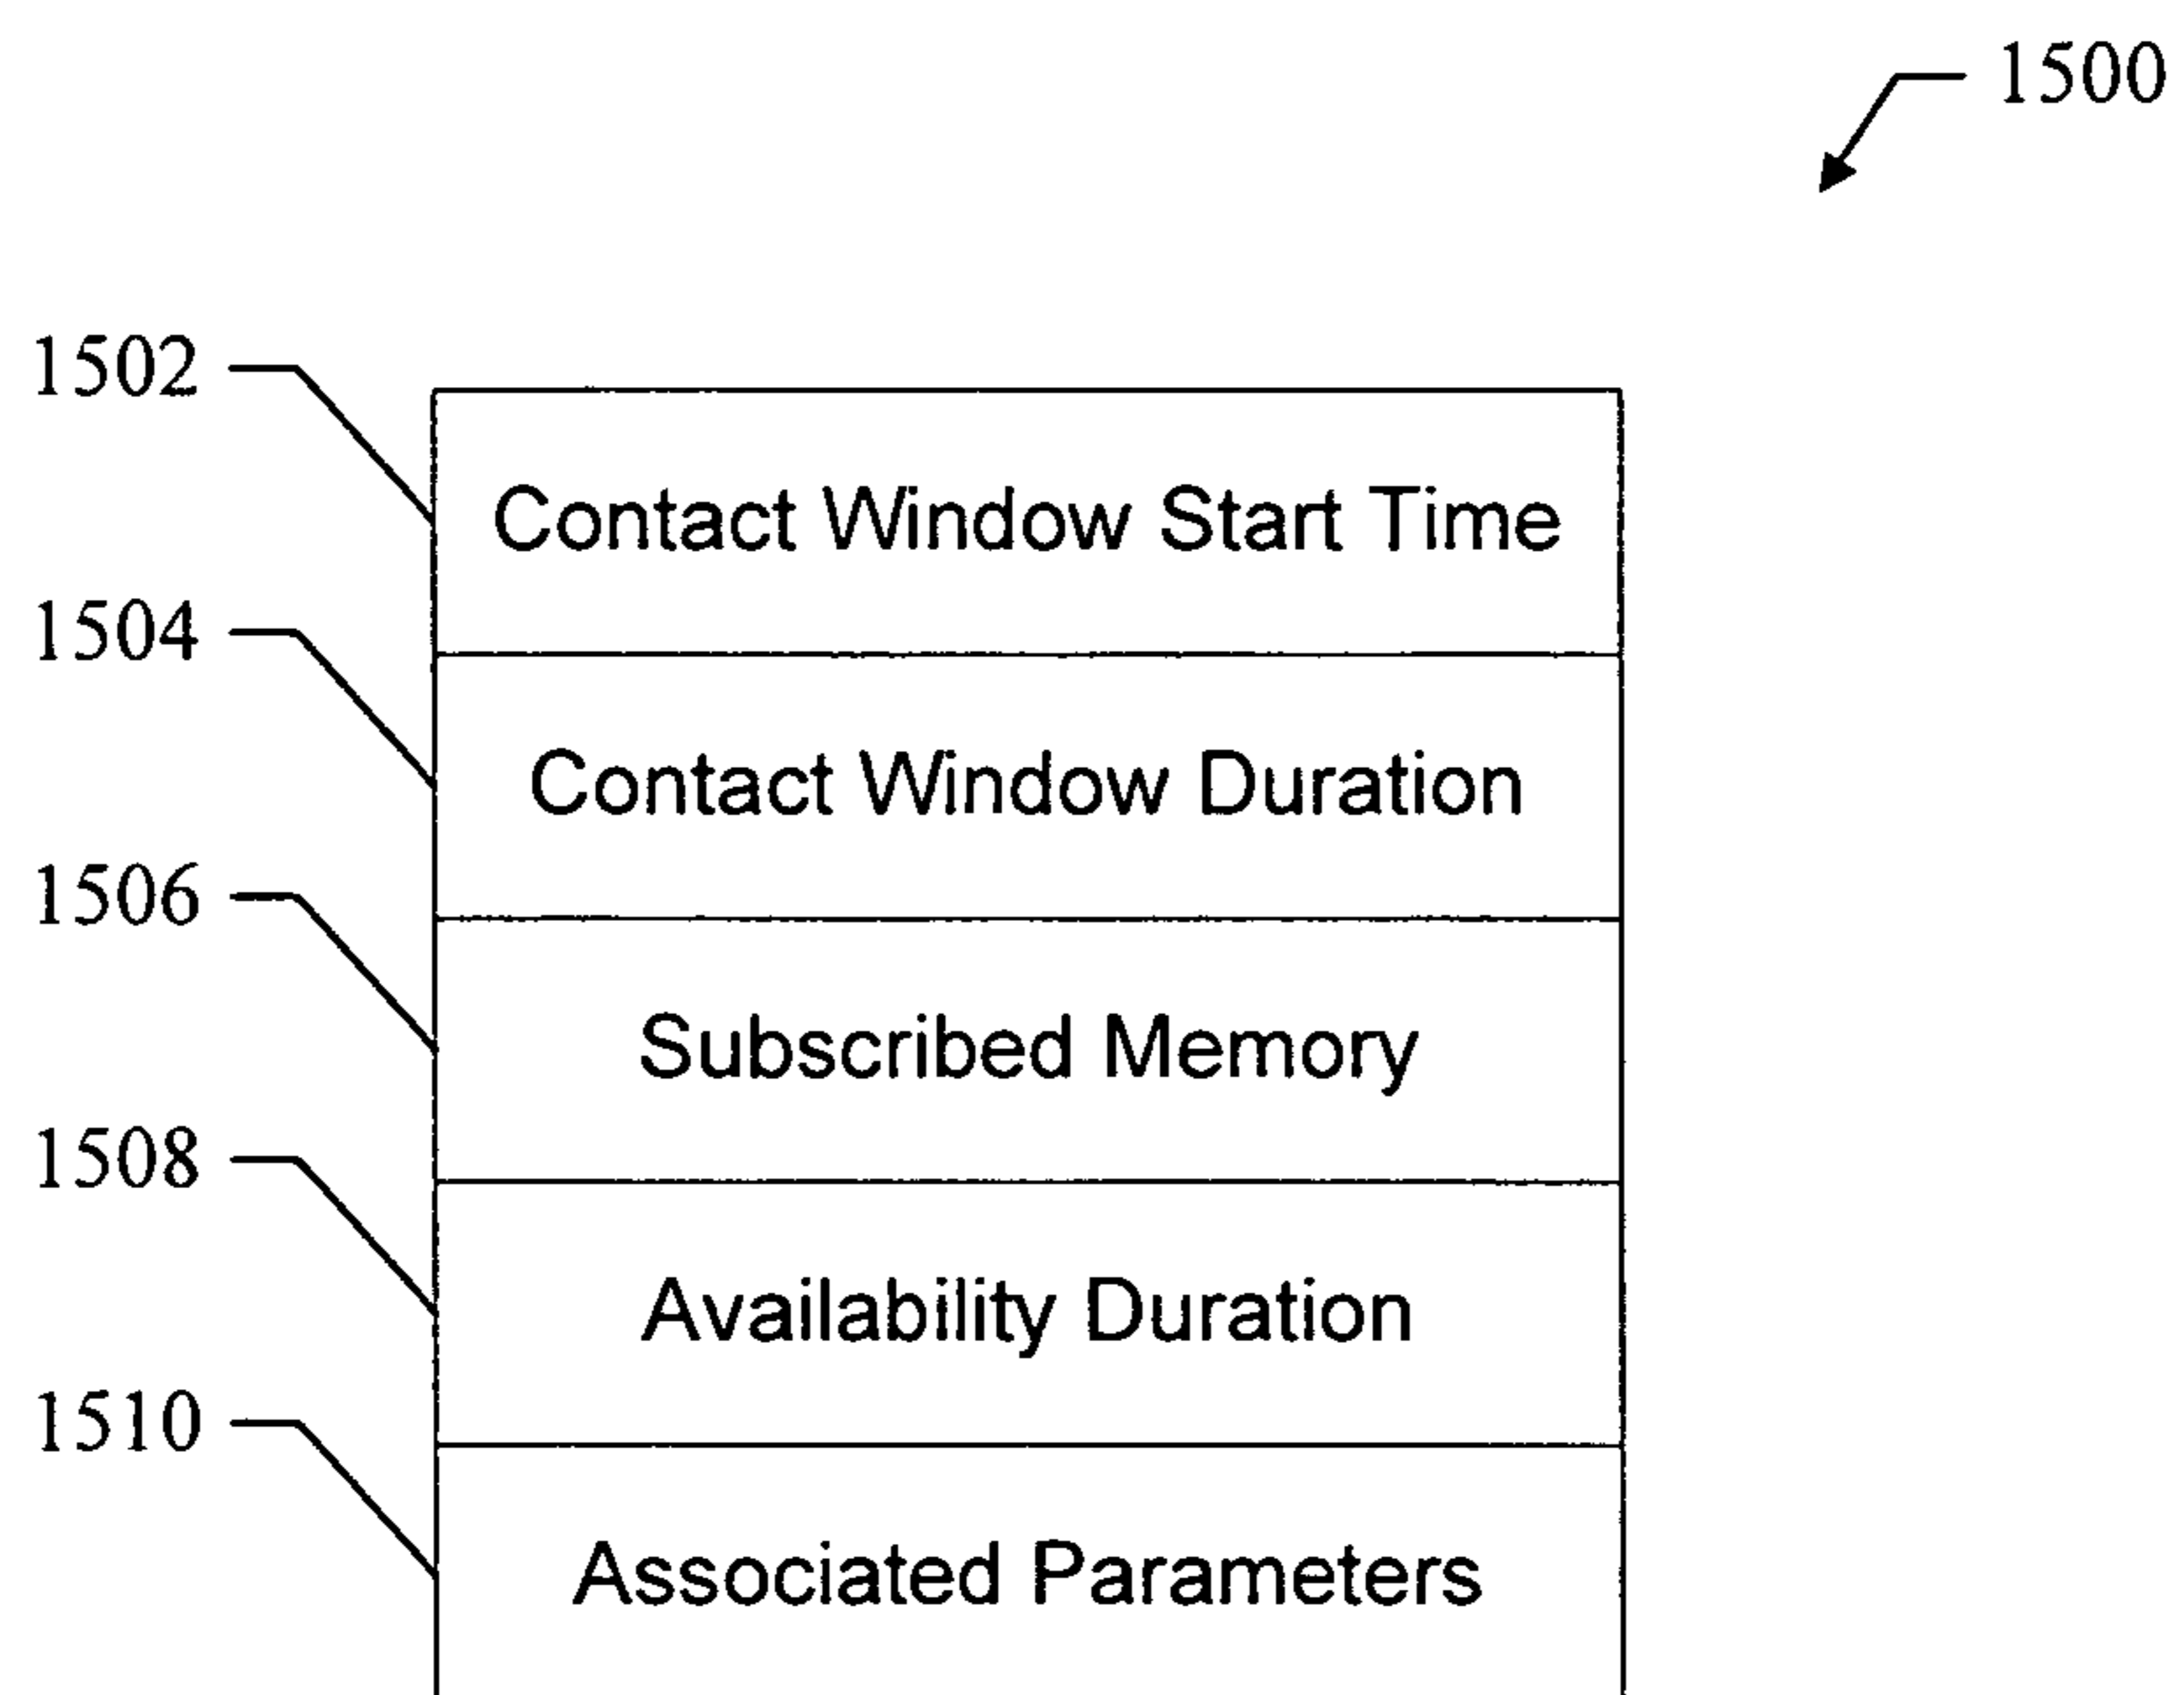 1500
1502
Contact Window Start Time
1504
Contact Window Duration
1506
Subscribed Memory
1508
Availability Duration
1510
Associated Parameters